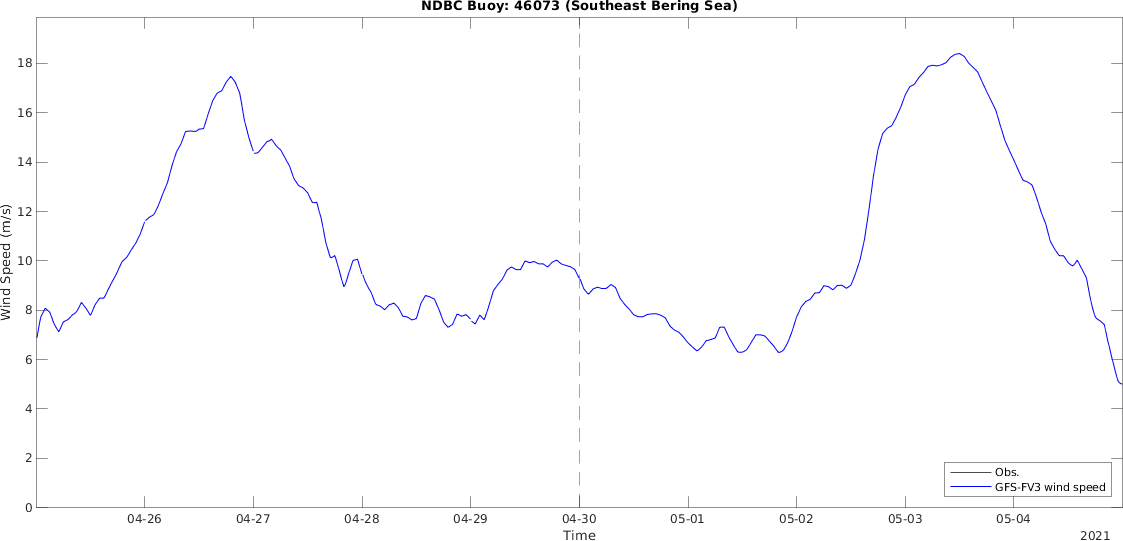 NDBC Buoy: 46073 (Southeast Bering Sea)
18
16
14
12
10
8
6
4
2
0
Wind Speed (m/s)
Obs.
GFS-FV3 wind speed
04-26 04-27 04-28 04-29 04-30 05-01 05-02 05-03 05-04
Time
2021